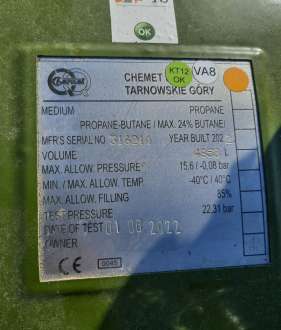 OK
CHEMET
KT12
OK
VA8
TARNOWSKIE GÓRY
MEDIUM PROPANE
PROPANE-BUTANE / MAX. 24% BUTANE/
MFR'S SERIAL NO YEAR BUILT 202
VOLUME L
MAX. ALLOW. PRESSURE 15,6 / -0,08 bar
MIN. / MAX. ALLOW. TEMP -40°C / 40°C
MAX. ALLOW. FILLING 85%
TEST PRESSURE 22,31 bar
DATE OF TEST 01 06 2022
OWNER
CE 0045